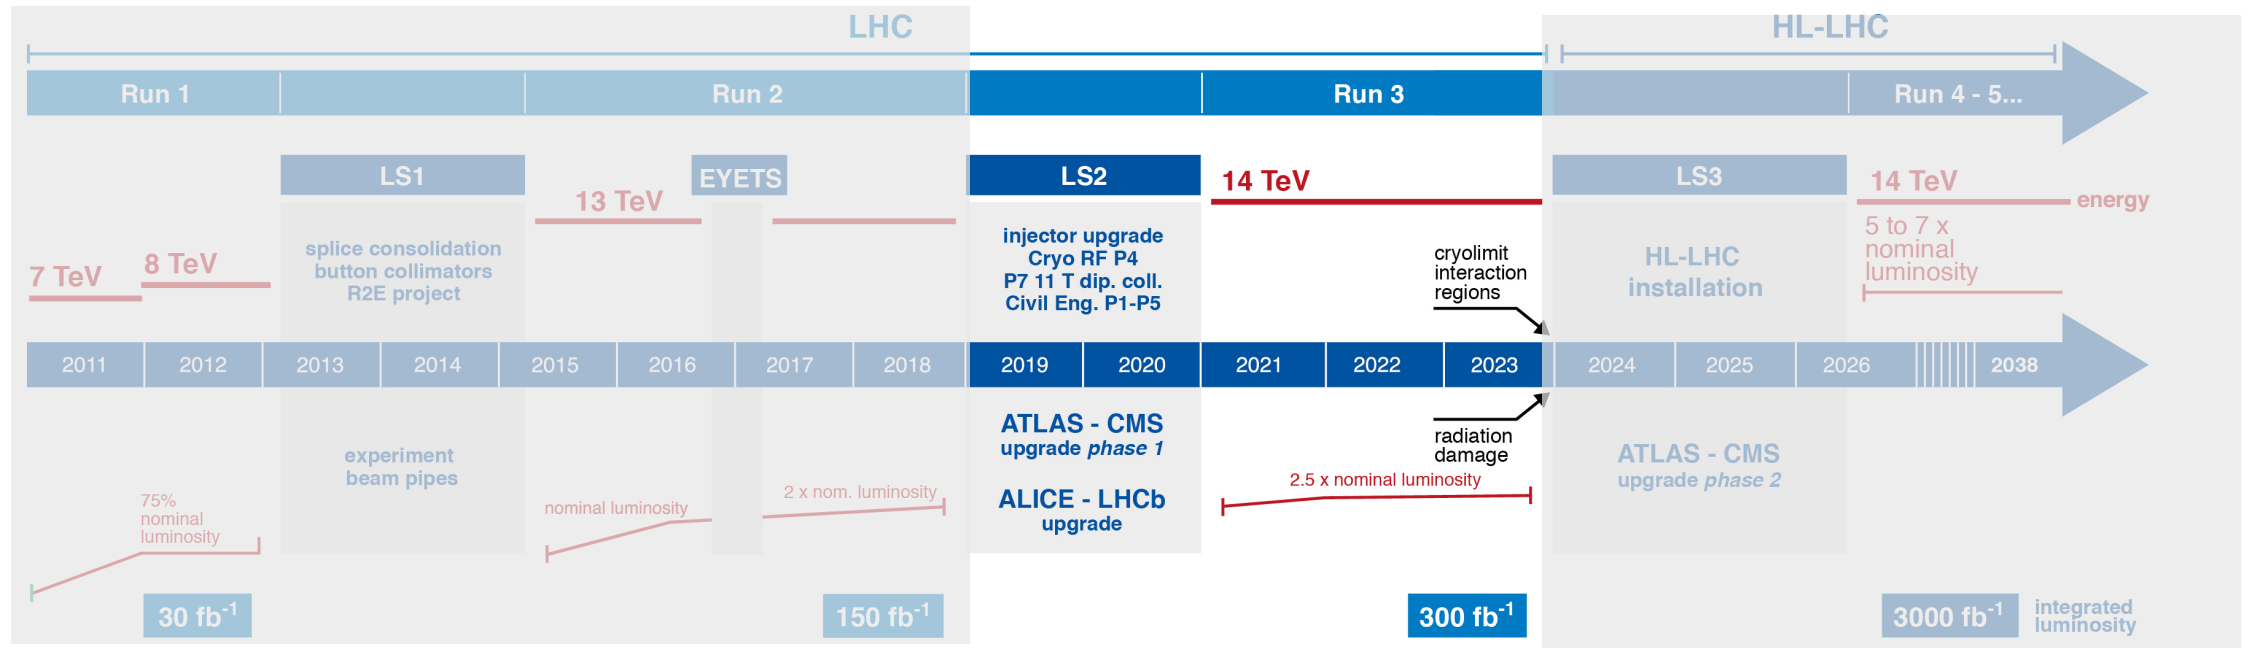 LHC
HL-LHC
Run 1
Run 2
Run 3
Run 4 - 5...
LS1
EYETS
LS2
14 TeV
LS3
14 TeV
energy
13 TeV
7 TeV
8 TeV
splice consolidation
button collimators
R2E project
injector upgrade
Cryo RF P4
P7 11 T dip. coll.
Civil Eng. P1-P5
cryolimit
interaction
regions
HL-LHC
installation
5 to 7 x
nominal
luminosity
2011
2012
2013
2014
2015
2016
2017
2018
2019
2020
2021
2022
2023
2024
2025
2026
2038
75%
nominal
luminosity
experiment
beam pipes
nominal luminosity
2 x nom. luminosity
ATLAS - CMS
upgrade phase 1
ALICE - LHCb
upgrade
radiation
damage
2.5 x nominal luminosity
ATLAS - CMS
upgrade phase 2
30 fb-1
150 fb-1
300 fb-1
3000 fb-1
integrated
luminosity